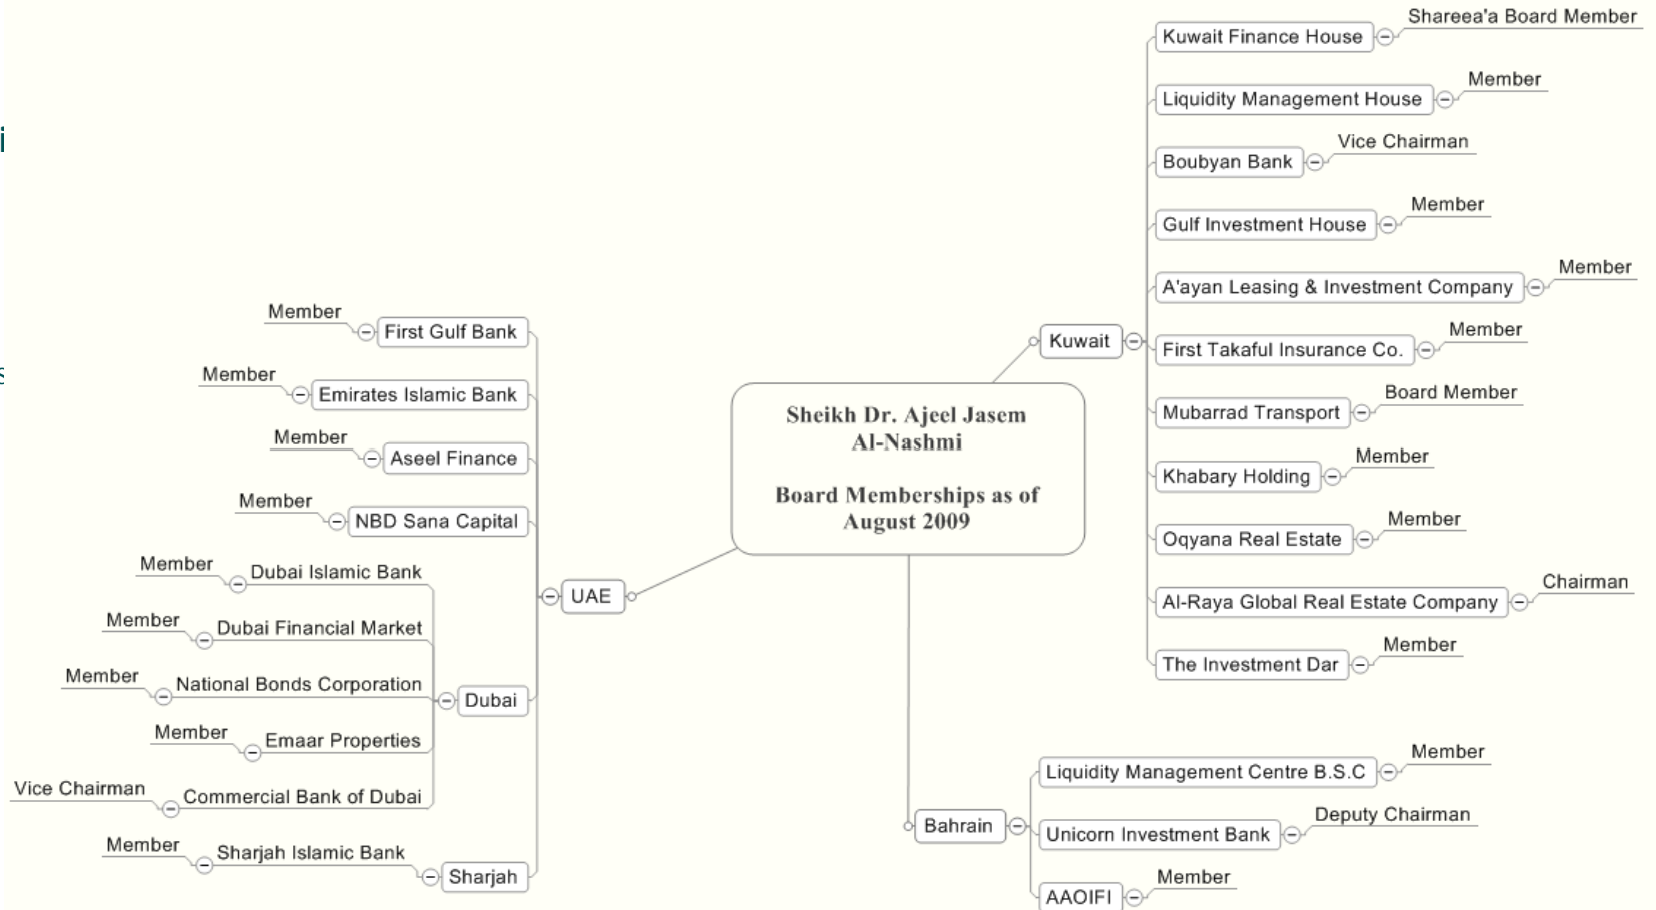 Sheikh Dr. Ajeel Jasem
Al-Nashmi
Board Memberships as of
August 2009
Kuwait
Kuwait Finance House
Shareea'a Board Member
Liquidity Management House
Member
Boubyan Bank
Vice Chairman
Gulf Investment House
Member
A'ayan Leasing & Investment Company
Member
First Takaful Insurance Co.
Member
Mubarrad Transport
Board Member
Khabary Holding
Member
Oqyana Real Estate
Member
Al-Raya Global Real Estate Company
Chairman
The Investment Dar
Member
Bahrain
Liquidity Management Centre B.S.C
Member
Unicorn Investment Bank
Deputy Chairman
AAOIFI
Member
UAE
First Gulf Bank
Member
Emirates Islamic Bank
Member
Aseel Finance
Member
NBD Sana Capital
Member
Dubai
Dubai Islamic Bank
Member
Dubai Financial Market
Member
National Bonds Corporation
Member
Emaar Properties
Member
Commercial Bank of Dubai
Vice Chairman
Sharjah
Sharjah Islamic Bank
Member